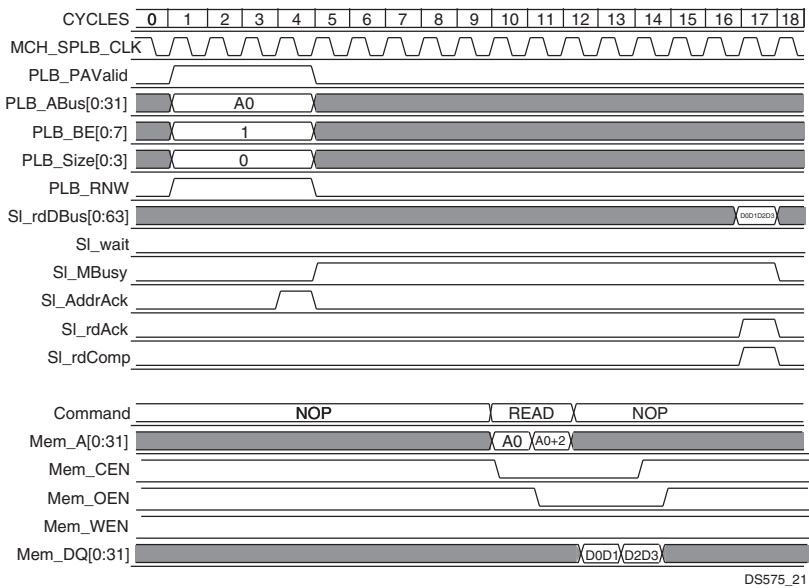 CYCLES 0 1 2 3 4 5 6 7 8 9 10 11 12 13 14 15 16 17 18
MCH_SPLB_CLK
PLB_PAValid
PLB_ABus[0:31] A0
PLB_BE[0:7] 1
PLB_Size[0:3] 0
PLB_RNW
Sl_rdDBus[0:63] D0D1D2D3
Sl_wait
Sl_MBusy
Sl_AddrAck
Sl_rdAck
Sl_rdComp
Command NOP READ NOP
Mem_A[0:31] A0 A0+2
Mem_CEN
Mem_OEN
Mem_WEN
Mem_DQ[0:31] D0D1 D2D3
DS575_21